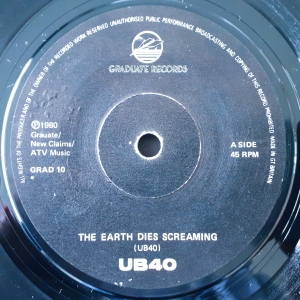 ALL RIGHTS OF THE PRODUCER AND OF THE OWNER OF THE RECORDED WORK RESERVED UNAUTHORISED PUBLIC PERFORMANCE BROADCASTING AND COPYING OF THIS RECORD PROHIBITED MADE IN GT BRITAIN
GRADUATE RECORDS
℗1980
Grauate/
New Claims/
ATV Music
GRAD 10
A SIDE
45 RPM
THE EARTH DIES SCREAMING
(UB40)
UB40